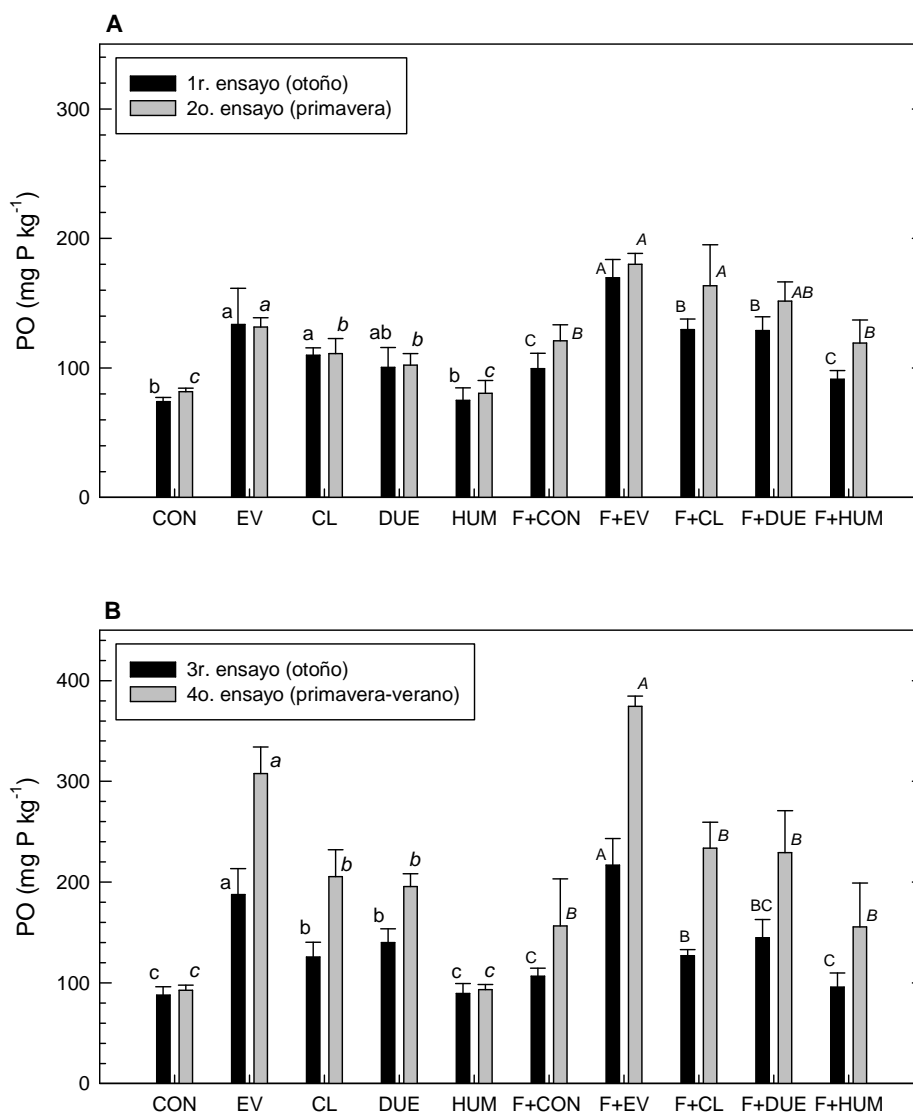 A
1r. ensayo (otoño)
2o. ensayo (primavera)
PO (mg P kg-1)
300
200
100
0
b c a a a b ab b b c C B A A B A B AB C B
CON EV CL DUE HUM F+CON F+EV F+CL F+DUE F+HUM
B
3r. ensayo (otoño)
4o. ensayo (primavera-verano)
PO (mg P kg-1)
400
300
200
100
0
c c a a b b b b c c C B A A B B BC B C B
CON EV CL DUE HUM F+CON F+EV F+CL F+DUE F+HUM